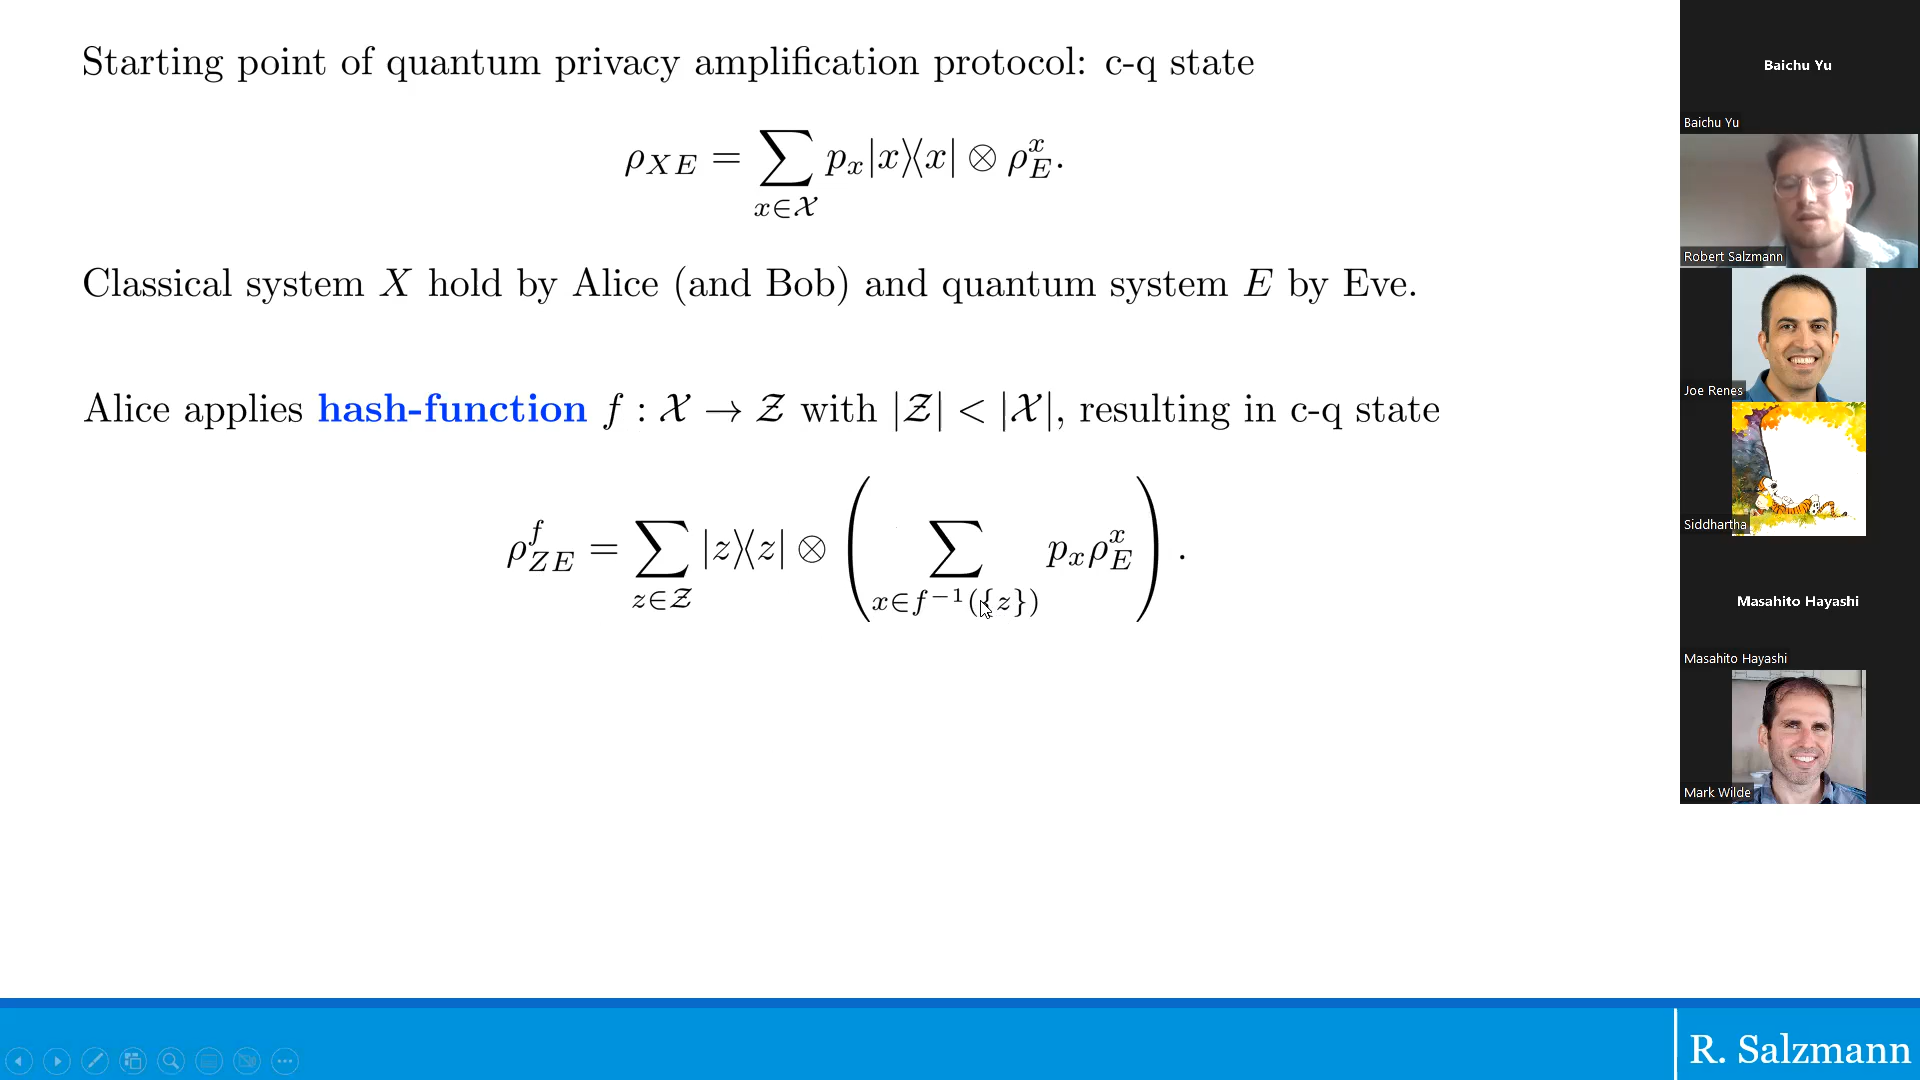 Starting point of quantum privacy amplification protocol: c-q state
ρ_{XE} = ∑_{x∈𝒳} p_x |x⟩⟨x| ⊗ ρ_E^x.
Classical system X hold by Alice (and Bob) and quantum system E by Eve.
Alice applies hash-function f : 𝒳 → 𝒵 with |𝒵| < |𝒳|, resulting in c-q state
ρ_{ZE}^f = ∑_{z∈𝒵} |z⟩⟨z| ⊗ ( ∑_{x∈f^{-1}({z})} p_x ρ_E^x ) .
R. Salzmann
Baichu Yu
Baichu Yu
Robert Salzmann
Joe Renes
Siddhartha
Masahito Hayashi
Masahito Hayashi
Mark Wilde